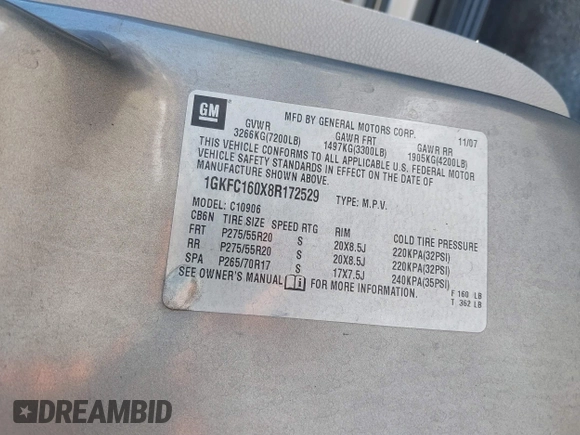 GM
MFD BY GENERAL MOTORS CORP. 11/07
GVWR GAWR FRT GAWR RR
3266KG(7200LB) 1497KG(3300LB) 1905KG(4200LB)
THIS VEHICLE CONFORMS TO ALL APPLICABLE U.S. FEDERAL MOTOR
VEHICLE SAFETY STANDARDS IN EFFECT ON THE DATE OF
MANUFACTURE SHOWN ABOVE.
1GKFC160X8R172529 TYPE: M.P.V.
MODEL: C10906
CB6N TIRE SIZE SPEED RTG RIM COLD TIRE PRESSURE
FRT P275/55R20 S 20X8.5J 220KPA(32PSI)
RR P275/55R20 S 20X8.5J 220KPA(32PSI)
SPA P265/70R17 S 17X7.5J 240KPA(35PSI)
SEE OWNER'S MANUAL FOR MORE INFORMATION.
F 160 LB
T 362 LB
DREAMBID